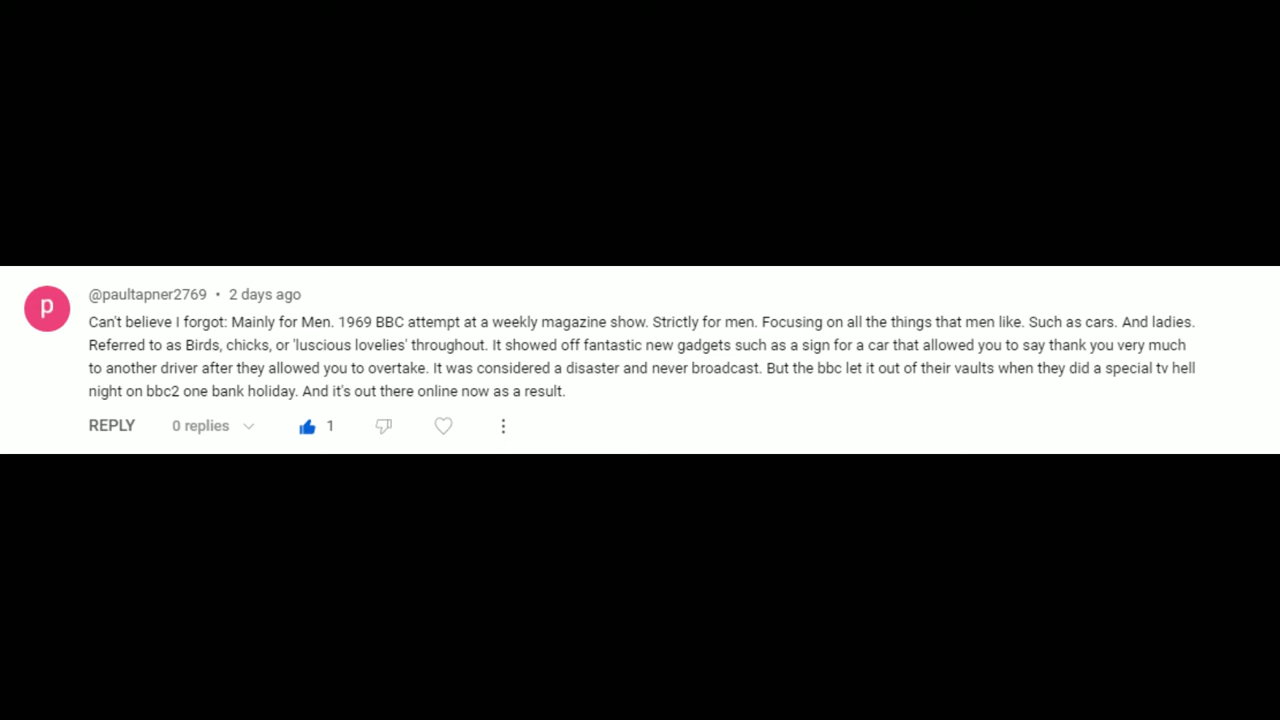 P
@paultapner2769 • 2 days ago
Can't believe I forgot: Mainly for Men. 1969 BBC attempt at a weekly magazine show. Strictly for men. Focusing on all the things that men like. Such as cars. And ladies.
Referred to as Birds, chicks, or 'luscious lovelies' throughout. It showed off fantastic new gadgets such as a sign for a car that allowed you to say thank you very much
to another driver after they allowed you to overtake. It was considered a disaster and never broadcast. But the bbc let it out of their vaults when they did a special tv hell
night on bbc2 one bank holiday. And it's out there online now as a result.
REPLY 0 replies 1